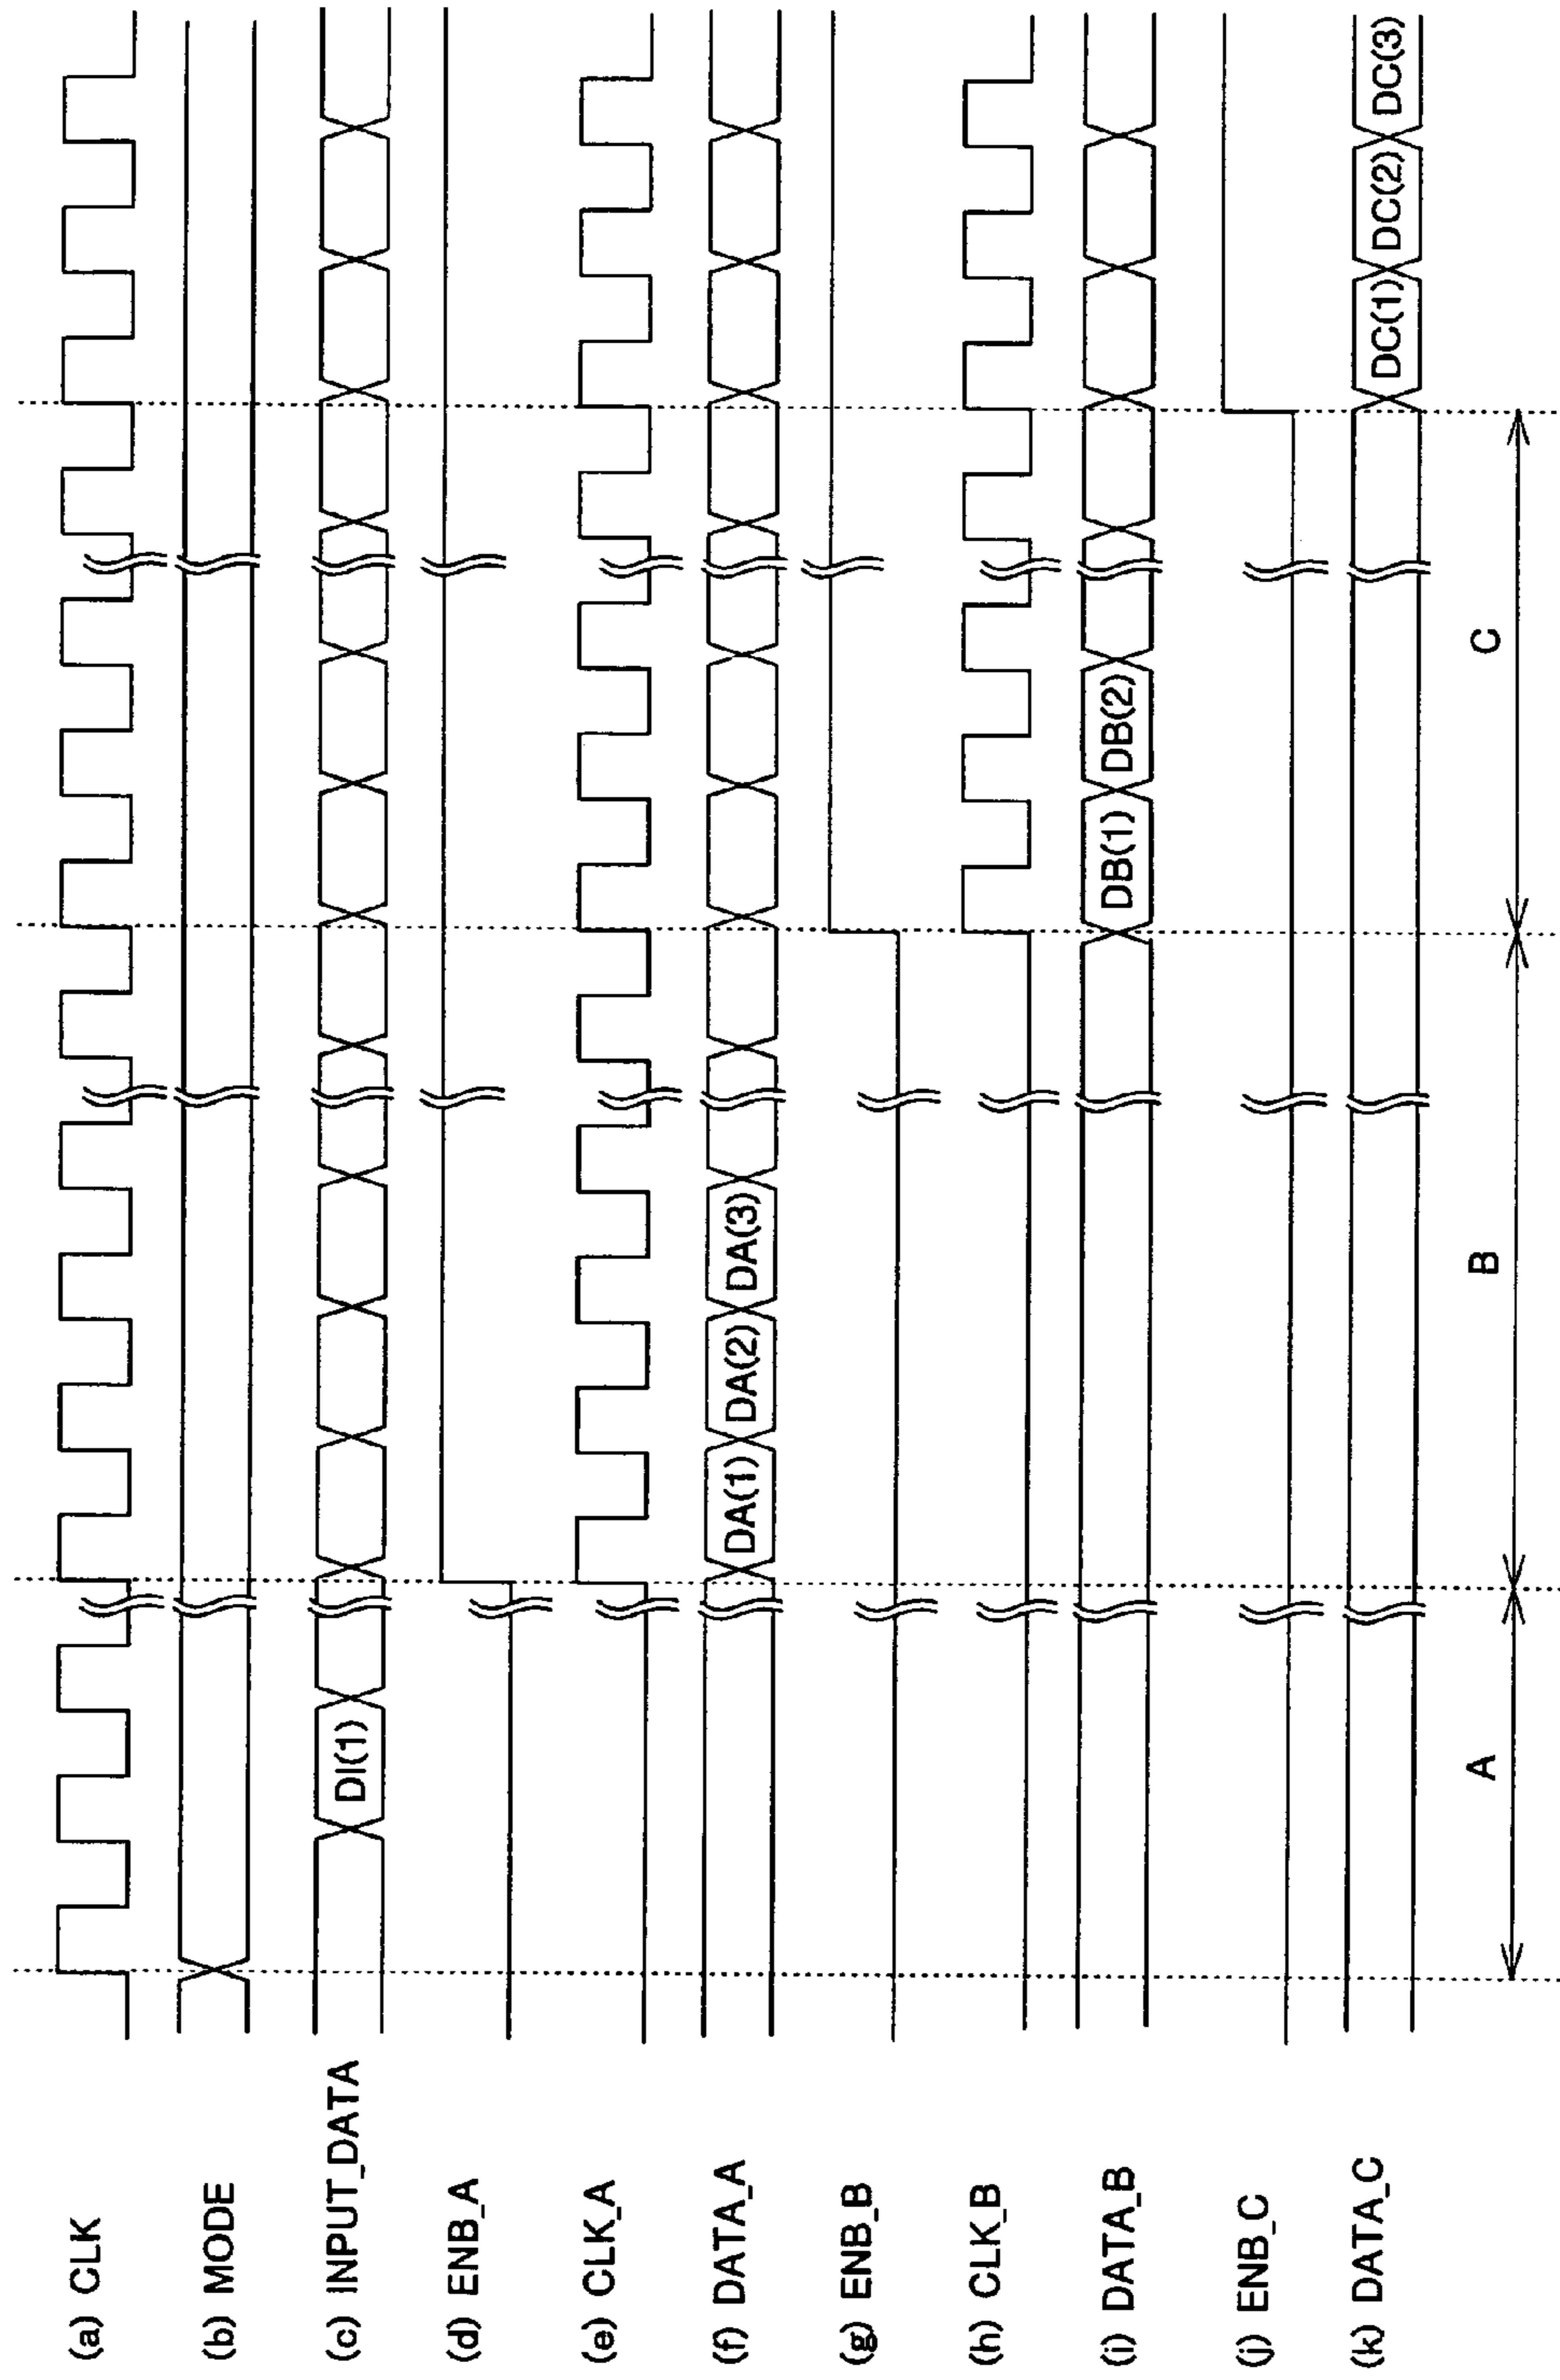 (a) CLK
(b) MODE
(c) INPUT_DATA
DI(1)
(d) ENB_A
(e) CLK_A
(f) DATA_A
DA(1) DA(2) DA(3)
(g) ENB_B
(h) CLK_B
(i) DATA_B
DB(1) DB(2)
(j) ENB_C
(k) DATA_C
DC(1) DC(2) DC(3)
A B C